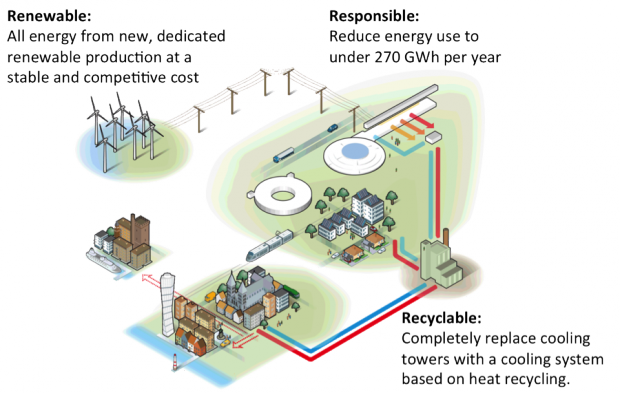 Renewable:
All energy from new, dedicated
renewable production at a
stable and competitive cost
Responsible:
Reduce energy use to
under 270 GWh per year
Recyclable:
Completely replace cooling
towers with a cooling system
based on heat recycling.